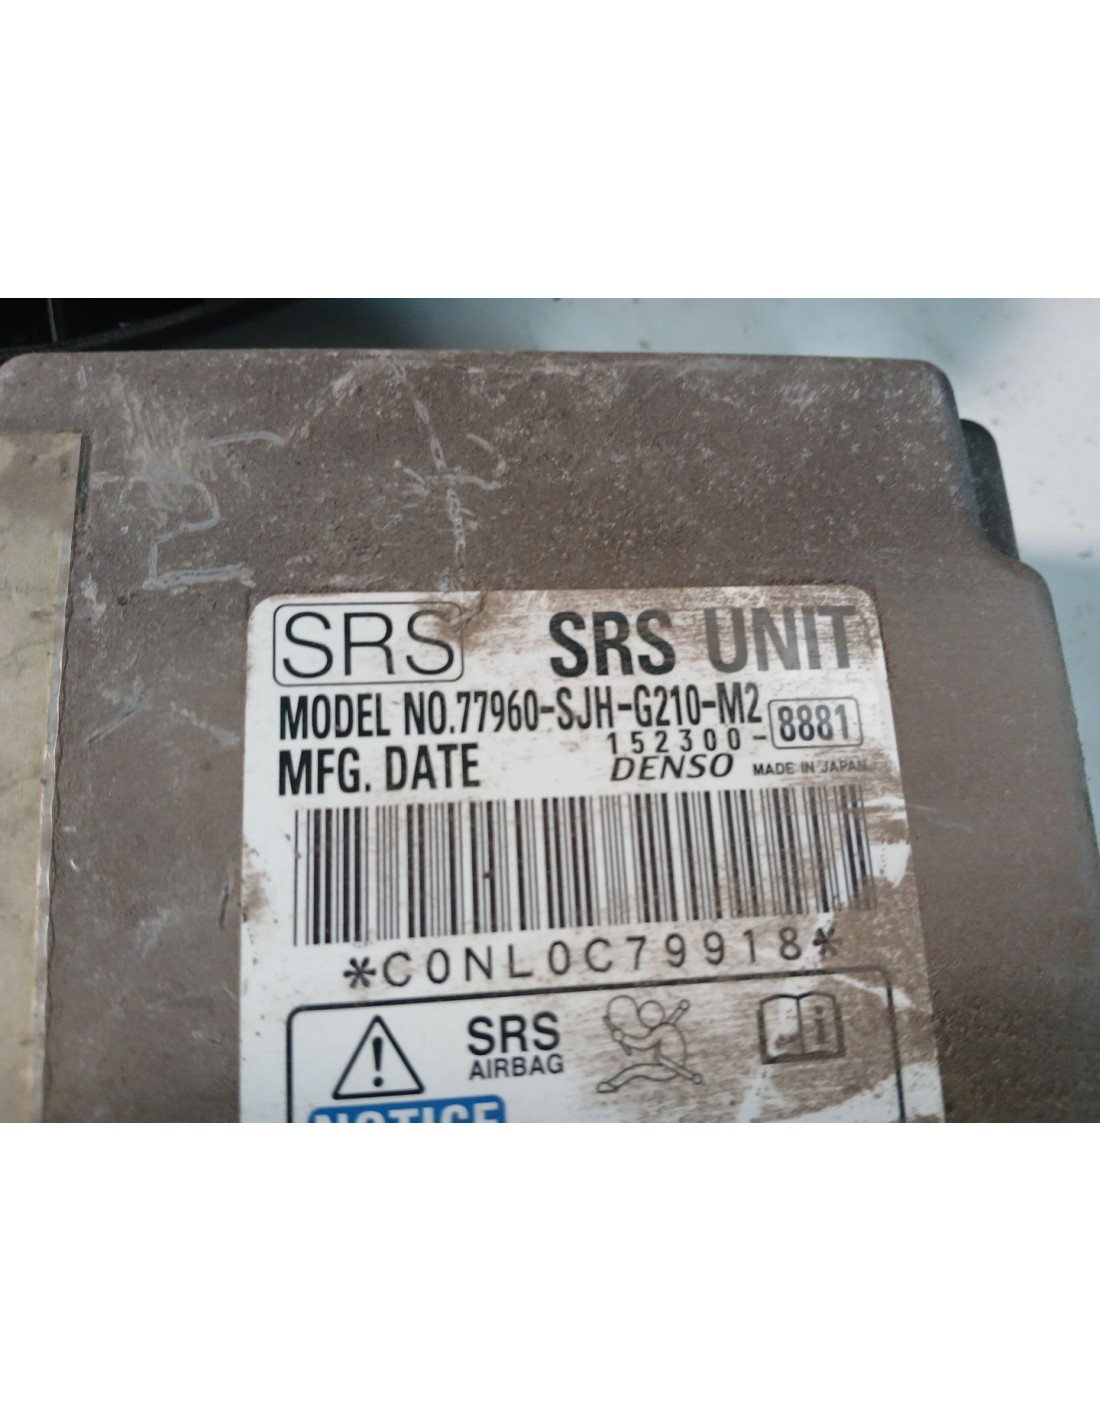 SRS SRS UNIT
MODEL NO.77960-SJH-G210-M2
152300-8881
MFG. DATE DENSO MADE IN JAPAN
*C0NL0C79918*
SRS
AIRBAG
NOTICE